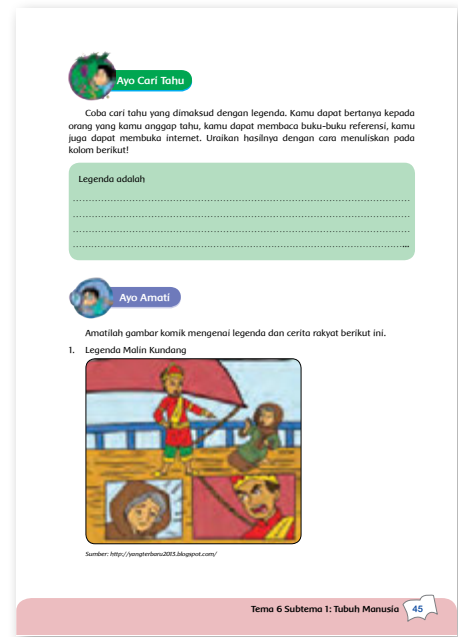 Ayo Cari Tahu
Coba cari tahu yang dimaksud dengan legenda. Kamu dapat bertanya kepada
orang yang kamu anggap tahu, kamu dapat membaca buku-buku referensi, kamu
juga dapat membuka internet. Uraikan hasilnya dengan cara menuliskan pada
kolom berikut!
Legenda adalah
Ayo Amati
Amatilah gambar komik mengenai legenda dan cerita rakyat berikut ini.
1. Legenda Malin Kundang
Sumber: http://yangterbaru2015.blogspot.com/
Tema 6 Subtema 1: Tubuh Manusia 45